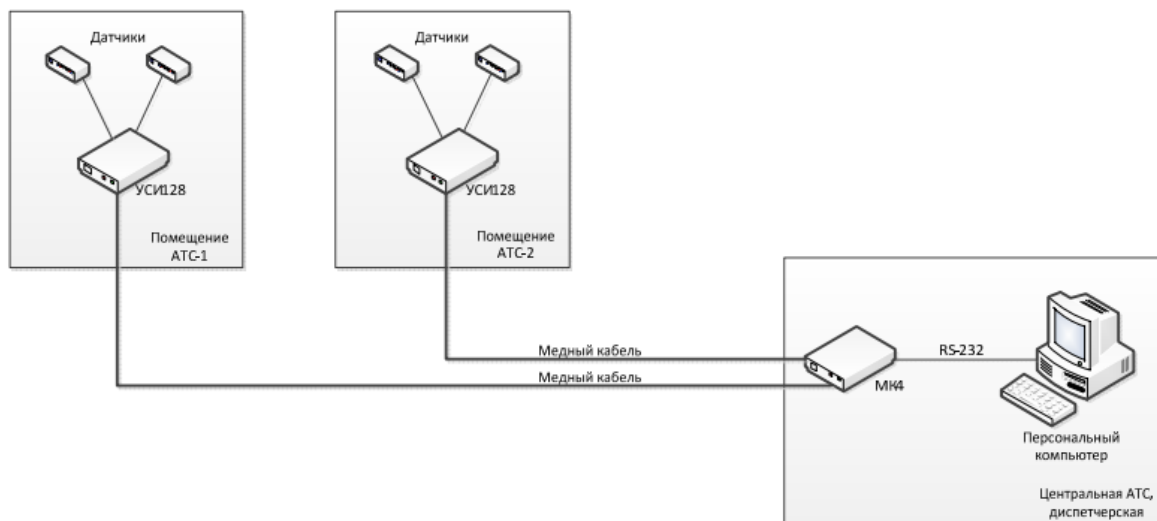 Датчики
УСИ128
Помещение
АТС-1
Датчики
УСИ128
Помещение
АТС-2
Медный кабель
Медный кабель
RS-232
МК4
Персональный
компьютер
Центральная АТС,
диспетчерская